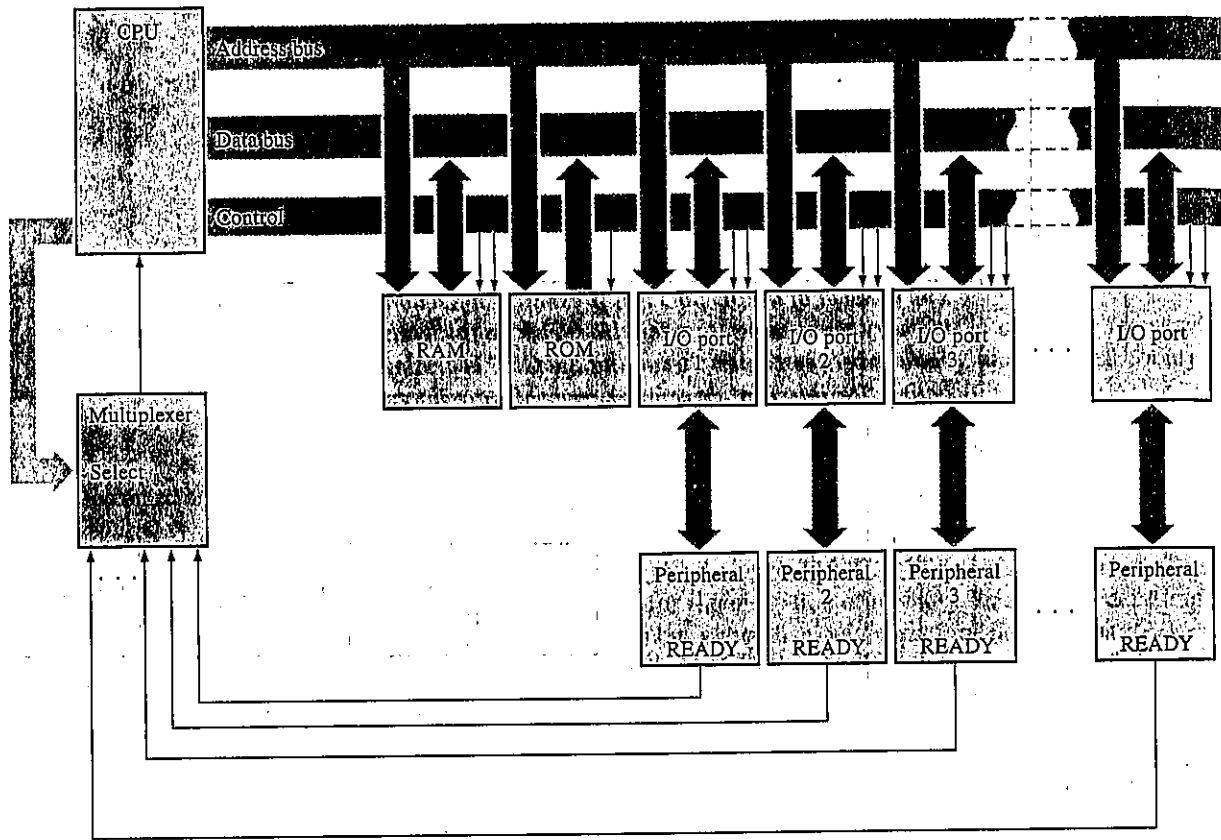 CPU
Address bus
Data bus
Control
RAM
ROM
I/O port
1
I/O port
2
I/O port
3
. . .
I/O port
n
Multiplexer
Select
. . .
Peripheral
1
READY
Peripheral
2
READY
Peripheral
3
READY
. . .
Peripheral
n
READY